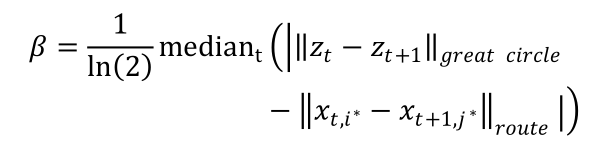 β = 1/ln(2) median_t (|‖z_t − z_{t+1}‖_{great circle}
− ‖x_{t,i*} − x_{t+1,j*}‖_{route} |)